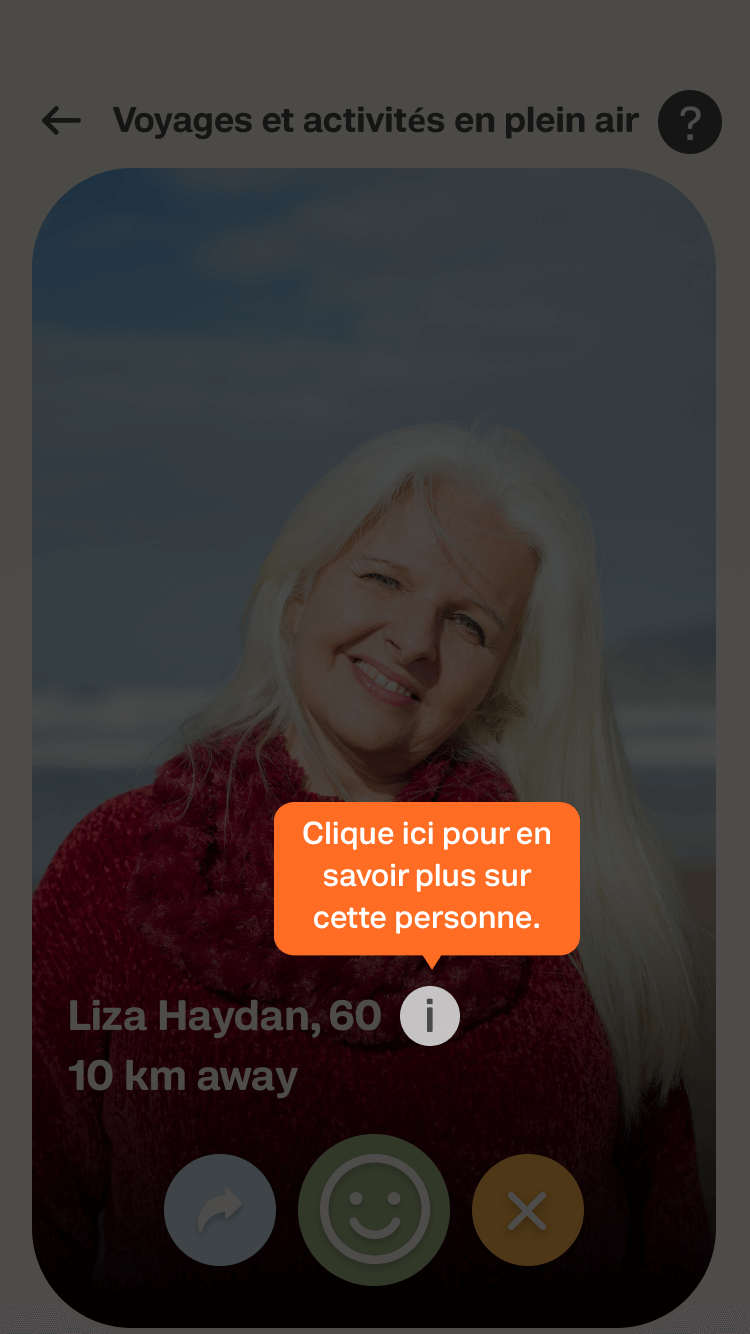 Voyages et activités en plein air ?
Clique ici pour en
savoir plus sur
cette personne.
Liza Haydan, 60 i
10 km away